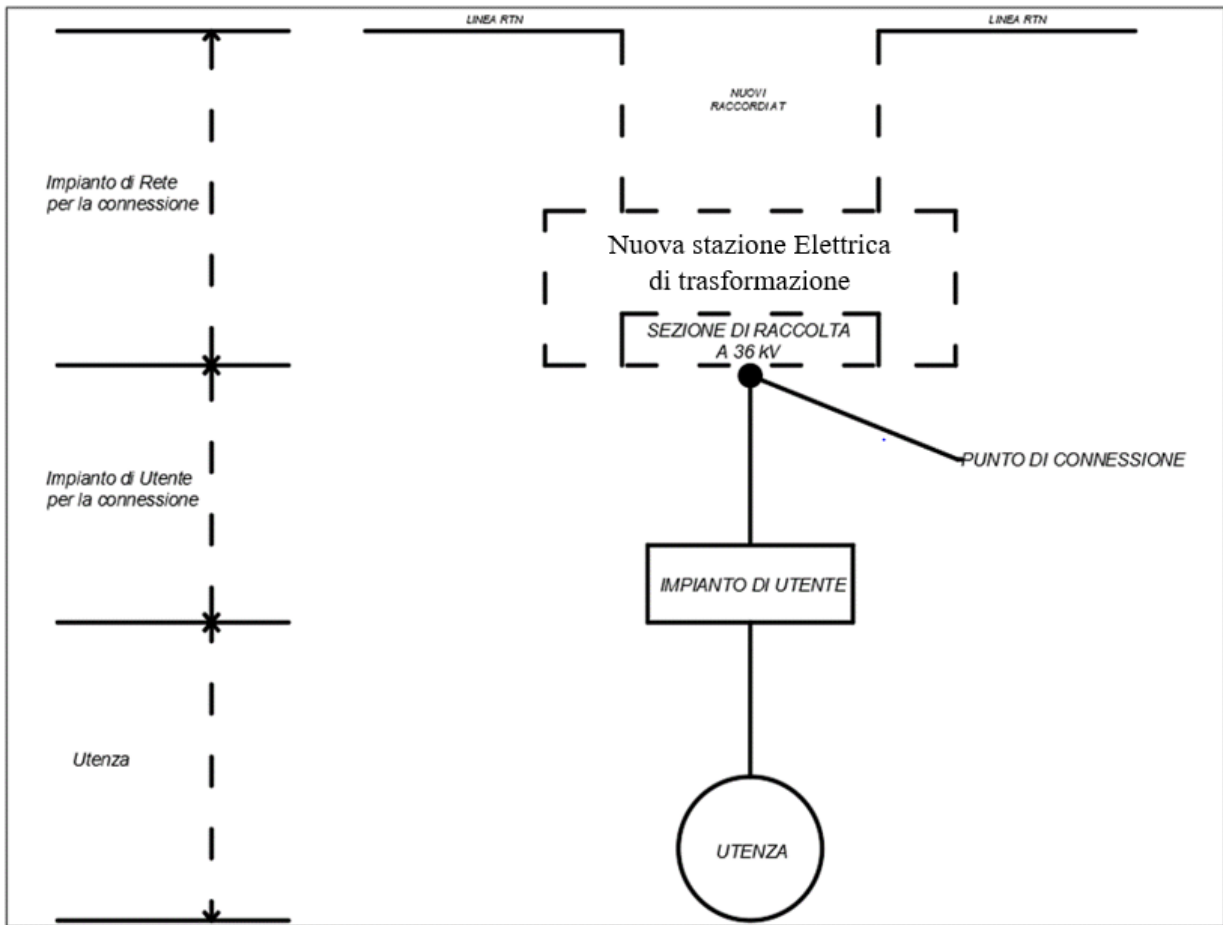 LINEA RTN
LINEA RTN
NUOVI
RACCORDI AT
Impianto di Rete
per la connessione
Nuova stazione Elettrica
di trasformazione
SEZIONE DI RACCOLTA
A 36 kV
PUNTO DI CONNESSIONE
Impianto di Utente
per la connessione
IMPIANTO DI UTENTE
Utenza
UTENZA